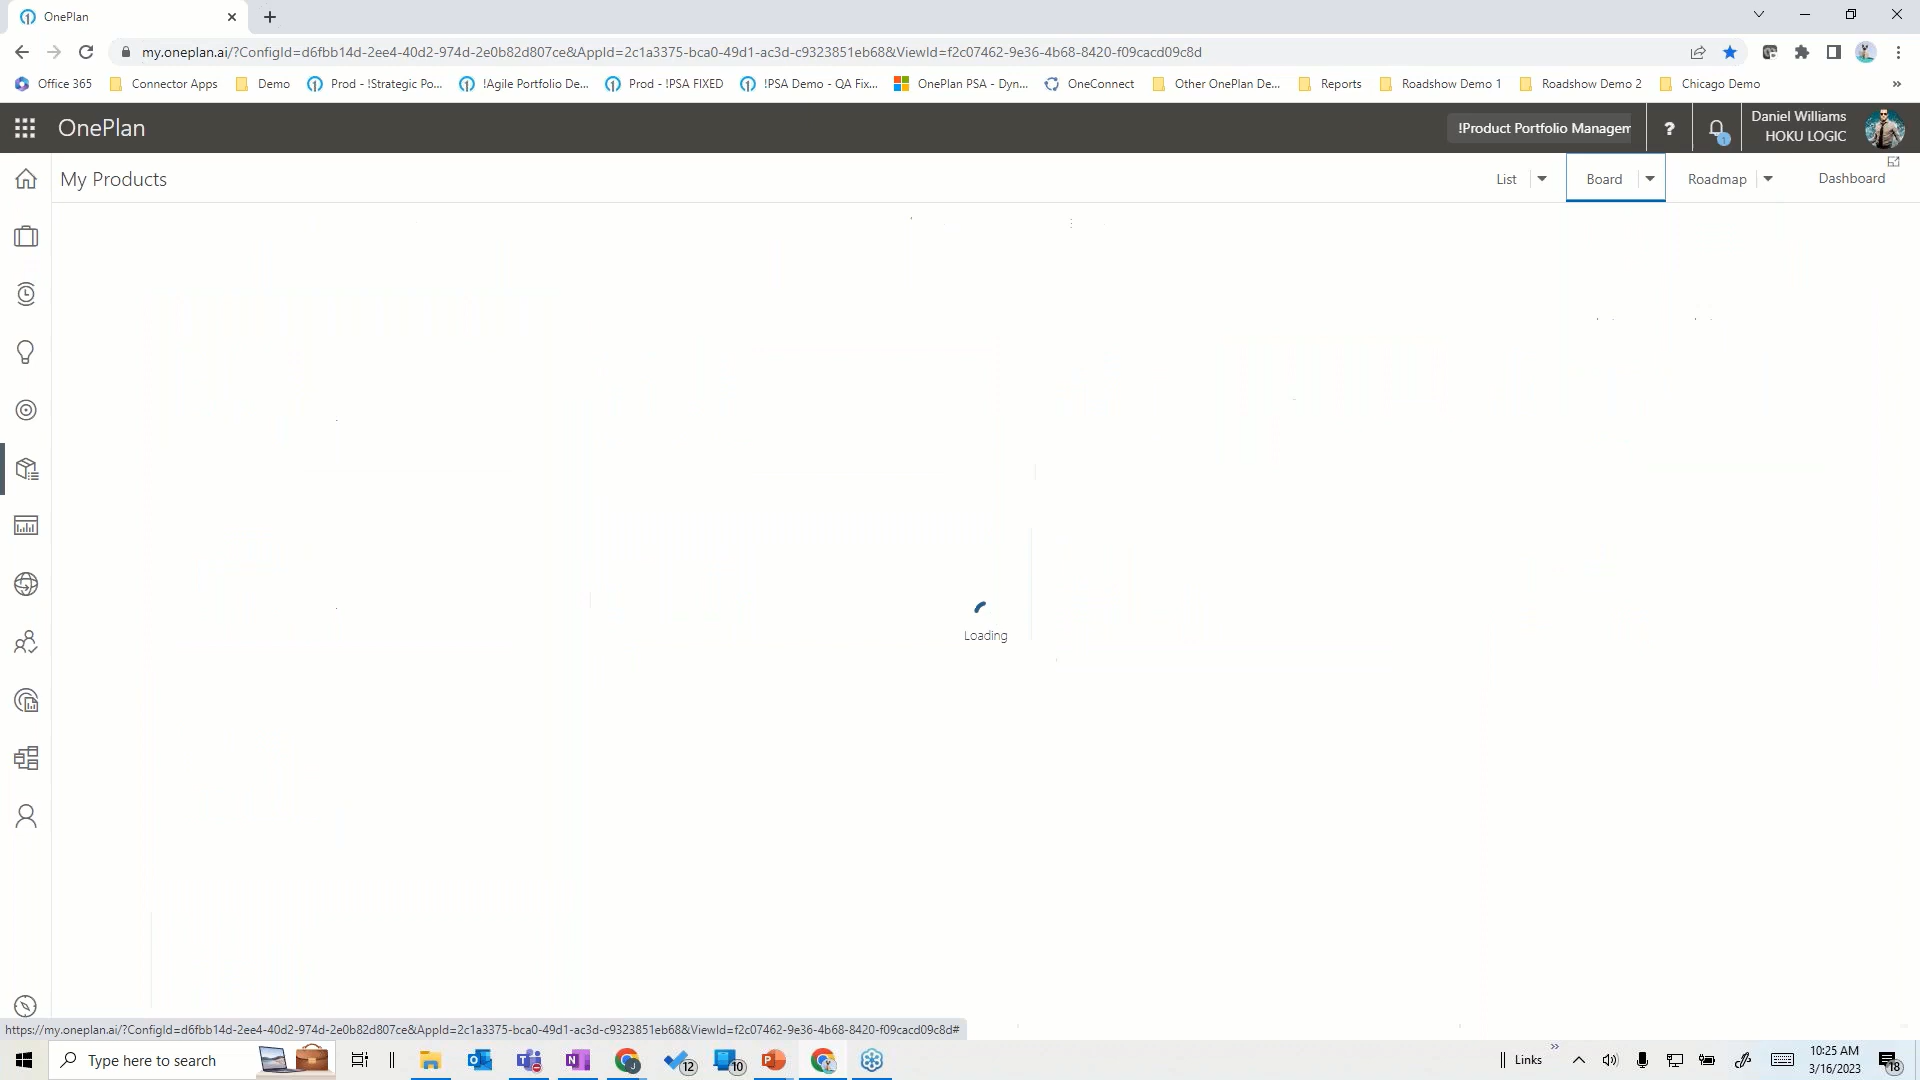 OnePlan
my.oneplan.ai/?ConfigId=d6fbb14d-2ee4-40d2-974d-2e0b82d807ce&AppId=2c1a3375-bca0-49d1-ac3d-c9323851eb68&ViewId=f2c07462-9e36-4b68-8420-f09cacd09c8d
Office 365 Connector Apps Demo Prod - !Strategic Po... !Agile Portfolio De... Prod - !PSA FIXED !PSA Demo - QA Fix... OnePlan PSA - Dyn... OneConnect Other OnePlan De... Reports Roadshow Demo 1 Roadshow Demo 2 Chicago Demo »
OnePlan !Product Portfolio Managem ? 1 Daniel Williams
HOKU LOGIC
My Products List Board Roadmap Dashboard
Loading
https://my.oneplan.ai/?ConfigId=d6fbb14d-2ee4-40d2-974d-2e0b82d807ce&AppId=2c1a3375-bca0-49d1-ac3d-c9323851eb68&ViewId=f2c07462-9e36-4b68-8420-f09cacd09c8d#
Type here to search 12 10 Links » 10:25 AM
3/16/2023 18